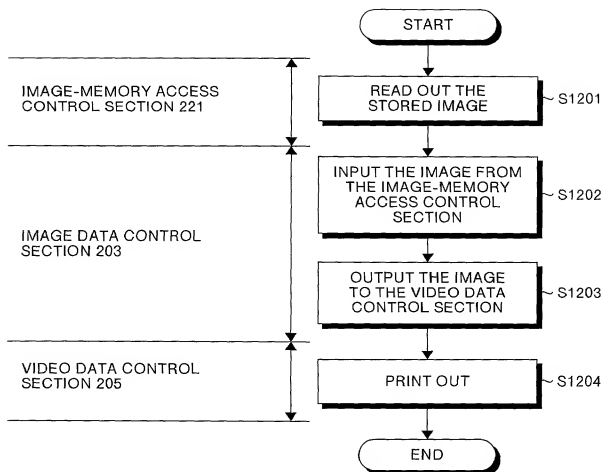 START
IMAGE-MEMORY ACCESS
CONTROL SECTION 221
READ OUT THE
STORED IMAGE
S1201
INPUT THE IMAGE FROM
THE IMAGE-MEMORY
ACCESS CONTROL
SECTION
S1202
IMAGE DATA CONTROL
SECTION 203
OUTPUT THE IMAGE
TO THE VIDEO DATA
CONTROL SECTION
S1203
VIDEO DATA CONTROL
SECTION 205
PRINT OUT
S1204
END